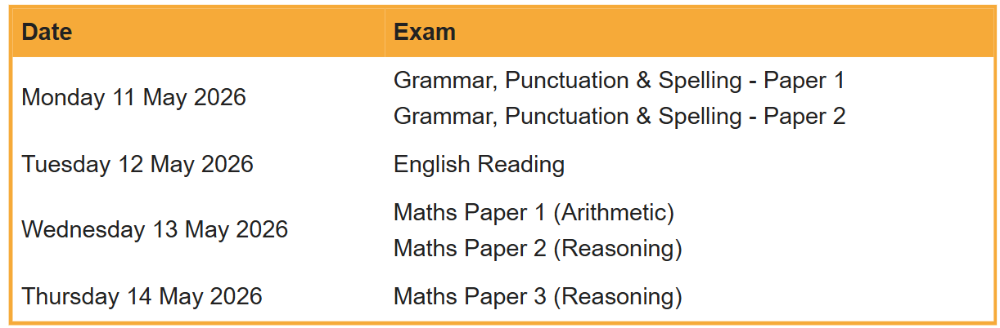 Date Exam
Monday 11 May 2026
Grammar, Punctuation & Spelling - Paper 1
Grammar, Punctuation & Spelling - Paper 2
Tuesday 12 May 2026 English Reading
Wednesday 13 May 2026
Maths Paper 1 (Arithmetic)
Maths Paper 2 (Reasoning)
Thursday 14 May 2026 Maths Paper 3 (Reasoning)